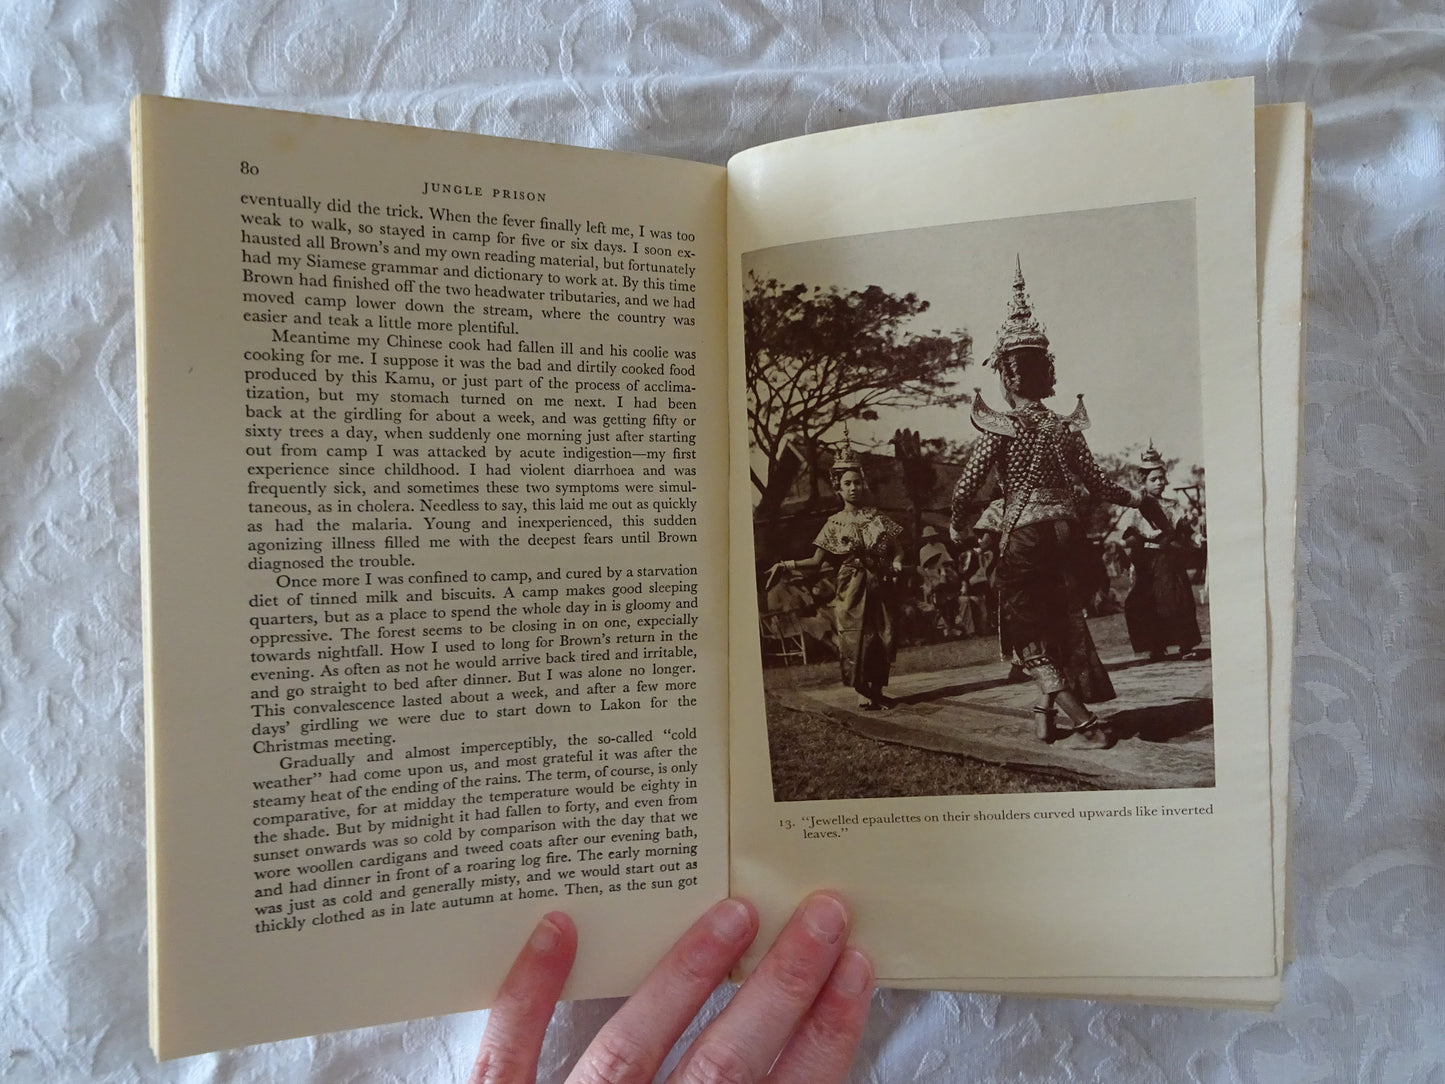 80
JUNGLE PRISON
eventually did the trick. When the fever finally left me, I was too
weak to walk, so stayed in camp for five or six days. I soon ex-
hausted all Brown's and my own reading material, but fortunately
had my Siamese grammar and dictionary to work at. By this time
Brown had finished off the two headwater tributaries, and we had
moved camp lower down the stream, where the country was
easier and teak a little more plentiful.
Meantime my Chinese cook had fallen ill and his coolie was
cooking for me. I suppose it was the bad and dirtily cooked food
produced by this Kamu, or just part of the process of acclima-
tization, but my stomach turned on me next. I had been
back at the girdling for about a week, and was getting fifty or
sixty trees a day, when suddenly one morning just after starting
out from camp I was attacked by acute indigestion—my first
experience since childhood. I had violent diarrhoea and was
frequently sick, and sometimes these two symptoms were simul-
taneous, as in cholera. Needless to say, this laid me out as quickly
as had the malaria. Young and inexperienced, this sudden
agonizing illness filled me with the deepest fears until Brown
diagnosed the trouble.
Once more I was confined to camp, and cured by a starvation
diet of tinned milk and biscuits. A camp makes good sleeping
quarters, but as a place to spend the whole day in is gloomy and
oppressive. The forest seems to be closing in on one, especially
towards nightfall. How I used to long for Brown's return in the
evening. As often as not he would arrive back tired and irritable,
and go straight to bed after dinner. But I was alone no longer.
This convalescence lasted about a week, and after a few more
days' girdling we were due to start down to Lakon for the
Christmas meeting.
Gradually and almost imperceptibly, the so-called "cold
weather" had come upon us, and most grateful it was after the
steamy heat of the ending of the rains. The term, of course, is only
comparative, for at midday the temperature would be eighty in
the shade. But by midnight it had fallen to forty, and even from
sunset onwards was so cold by comparison with the day that we
wore woollen cardigans and tweed coats after our evening bath,
and had dinner in front of a roaring log fire. The early morning
was just as cold and generally misty, and we would start out as
thickly clothed as in late autumn at home. Then, as the sun got
13. "Jewelled epaulettes on their shoulders curved upwards like inverted
leaves."